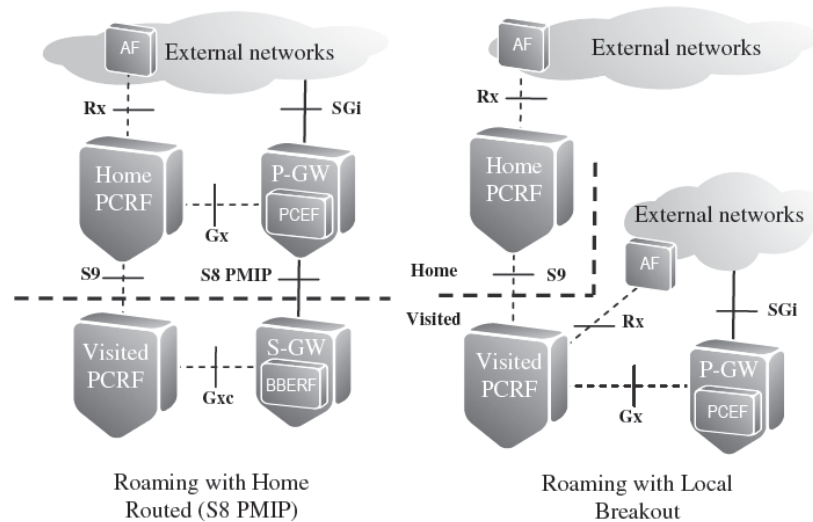 AF
External networks
Rx
SGi
Home
PCRF
P-GW
PCEF
Gx
S9
S8 PMIP
Visited
PCRF
S-GW
BBERF
Gxc
Roaming with Home
Routed (S8 PMIP)
AF
External networks
Rx
Home
PCRF
External networks
Home
S9
AF
Visited
Rx
SGi
Visited
PCRF
P-GW
PCEF
Gx
Roaming with Local
Breakout